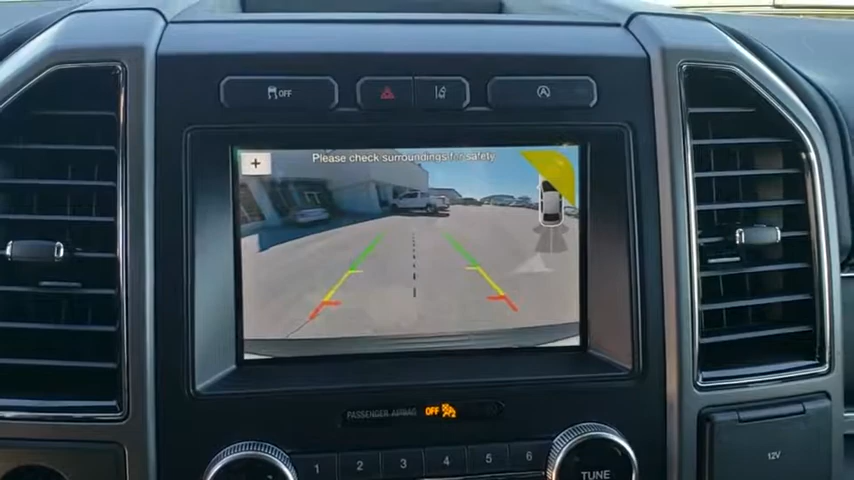 OFF
Please check surroundings for safety
+
PASSENGER AIRBAG OFF
1 2 3 4 5 6
TUNE
12V